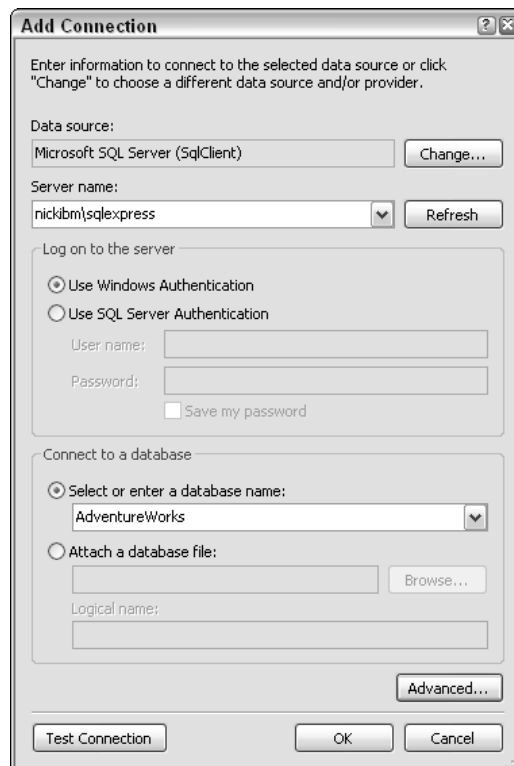 Add Connection
Enter information to connect to the selected data source or click
"Change" to choose a different data source and/or provider.
Data source:
Microsoft SQL Server (SqlClient)
Change...
Server name:
nickibm\sqlexpress
Refresh
Log on to the server
Use Windows Authentication
Use SQL Server Authentication
User name:
Password:
Save my password
Connect to a database
Select or enter a database name:
AdventureWorks
Attach a database file:
Browse...
Logical name:
Advanced...
Test Connection
OK
Cancel